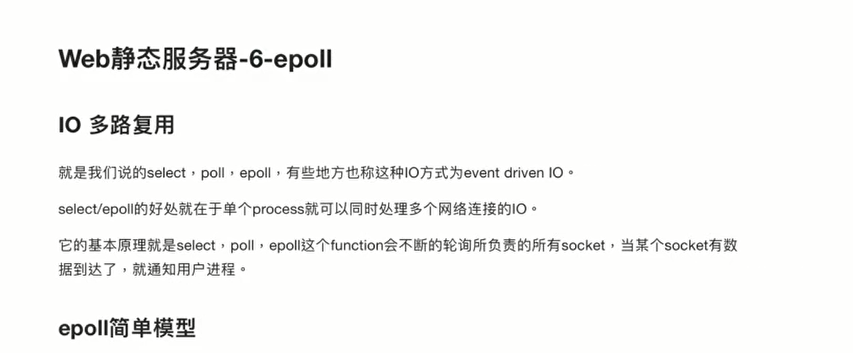 Web静态服务器-6-epoll
IO 多路复用
就是我们说的select，poll，epoll，有些地方也称这种IO方式为event driven IO。
select/epoll的好处就在于单个process就可以同时处理多个网络连接的IO。
它的基本原理就是select，poll，epoll这个function会不断的轮询所负责的所有socket，当某个socket有数
据到达了，就通知用户进程。
epoll简单模型